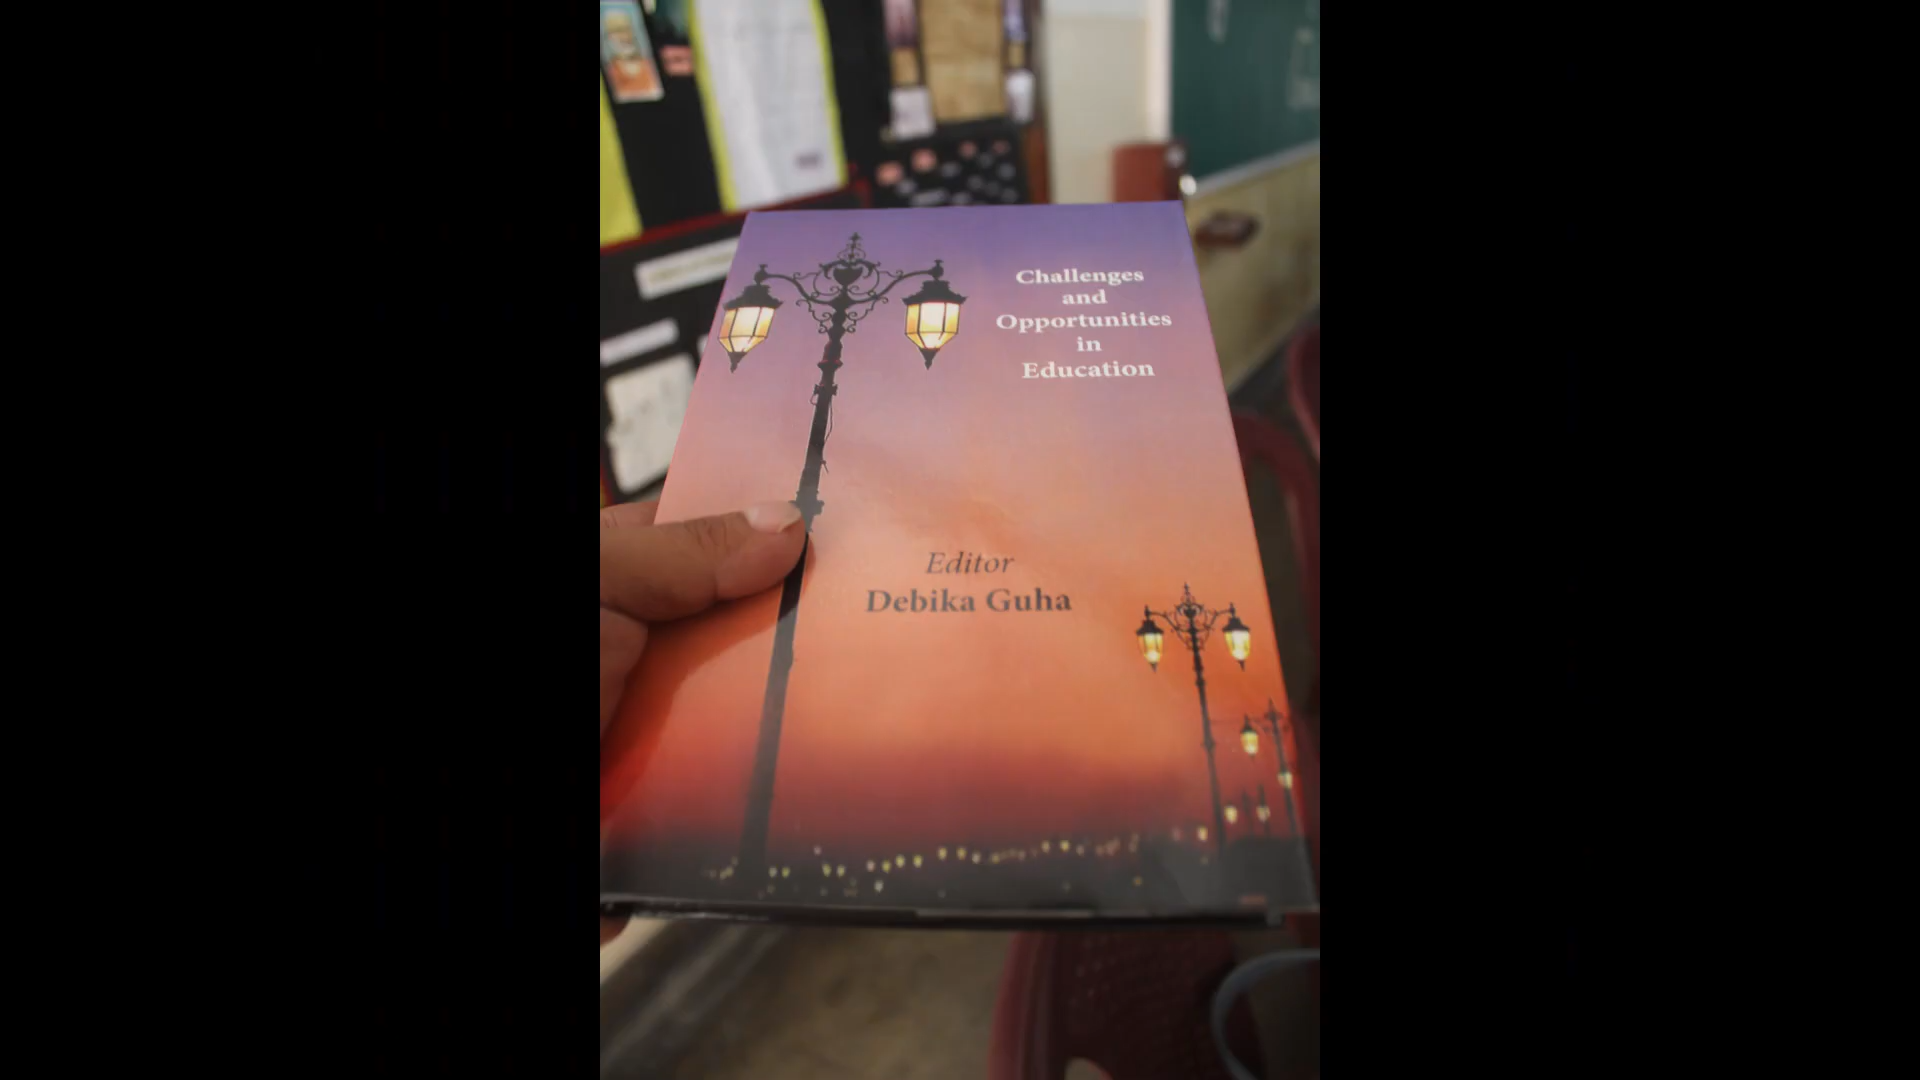 Challenges
and
Opportunities
in
Education
Editor
Debika Guha